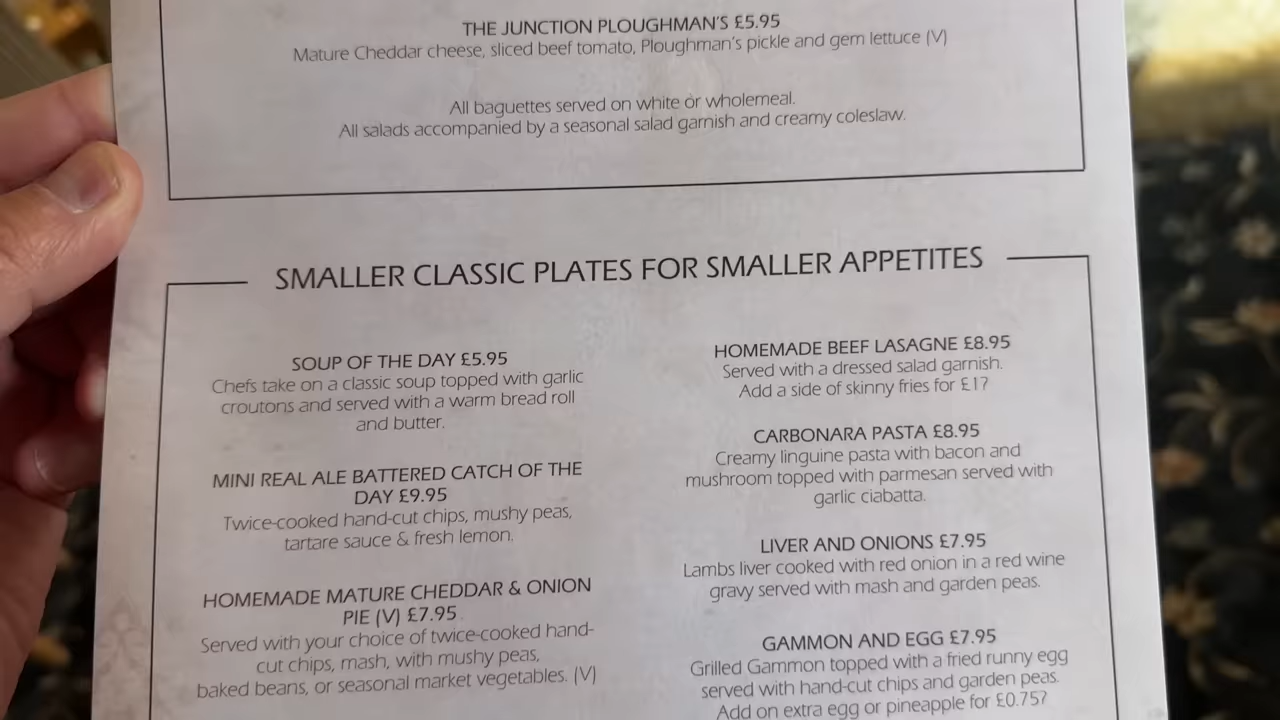 THE JUNCTION PLOUGHMAN'S £5.95
Mature Cheddar cheese, sliced beef tomato, Ploughman's pickle and gem lettuce (V)
All baguettes served on white or wholemeal.
All salads accompanied by a seasonal salad garnish and creamy coleslaw.
SMALLER CLASSIC PLATES FOR SMALLER APPETITES
SOUP OF THE DAY £5.95
Chefs take on a classic soup topped with garlic
croutons and served with a warm bread roll
and butter.
MINI REAL ALE BATTERED CATCH OF THE
DAY £9.95
Twice-cooked hand-cut chips, mushy peas,
tartare sauce & fresh lemon.
HOMEMADE MATURE CHEDDAR & ONION
PIE (V) £7.95
Served with your choice of twice-cooked hand-
cut chips, mash, with mushy peas,
baked beans, or seasonal market vegetables. (V)
HOMEMADE BEEF LASAGNE £8.95
Served with a dressed salad garnish.
Add a side of skinny fries for £1?
CARBONARA PASTA £8.95
Creamy linguine pasta with bacon and
mushroom topped with parmesan served with
garlic ciabatta.
LIVER AND ONIONS £7.95
Lambs liver cooked with red onion in a red wine
gravy served with mash and garden peas.
GAMMON AND EGG £7.95
Grilled Gammon topped with a fried runny egg
served with hand-cut chips and garden peas.
Add on extra egg or pineapple for £0.75?